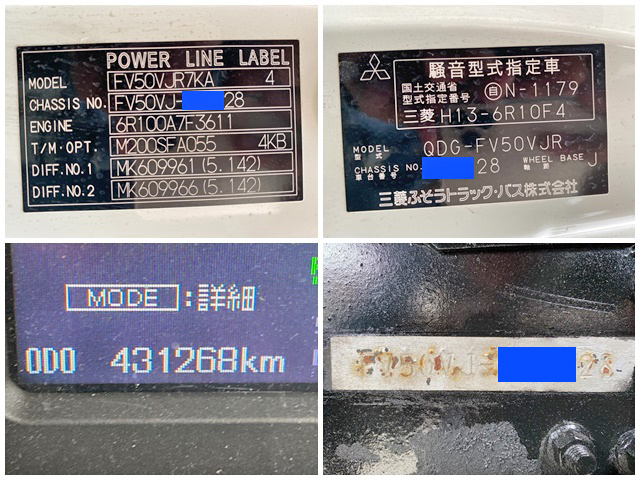 POWER LINE LABEL
MODEL FV50VJR7KA 4
CHASSIS NO. FV50VJ- 28
ENGINE 6R100A7F3611
T/M.OPT. M200SFA055 4KB
DIFF.NO.1 MK609961(5.142)
DIFF.NO.2 MK609966(5.142)
騒音型式指定車
国土交通省
型式指定番号 自N-1179
三菱 H13-6R10F4
MODEL QDG-FV50VJR
型式
CHASSIS NO. 28 WHEEL BASE J
車台番号 軸距
三菱ふそうトラック・バス株式会社
MODE :詳細
ODO 431268km
FV50VJ- 28